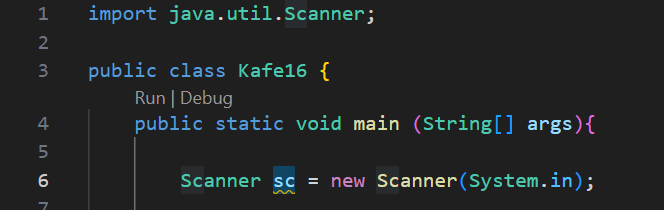 1 import java.util.Scanner;
2
3 public class Kafe16 {
Run | Debug
4 public static void main (String[] args){
5
6 Scanner sc = new Scanner(System.in);
7